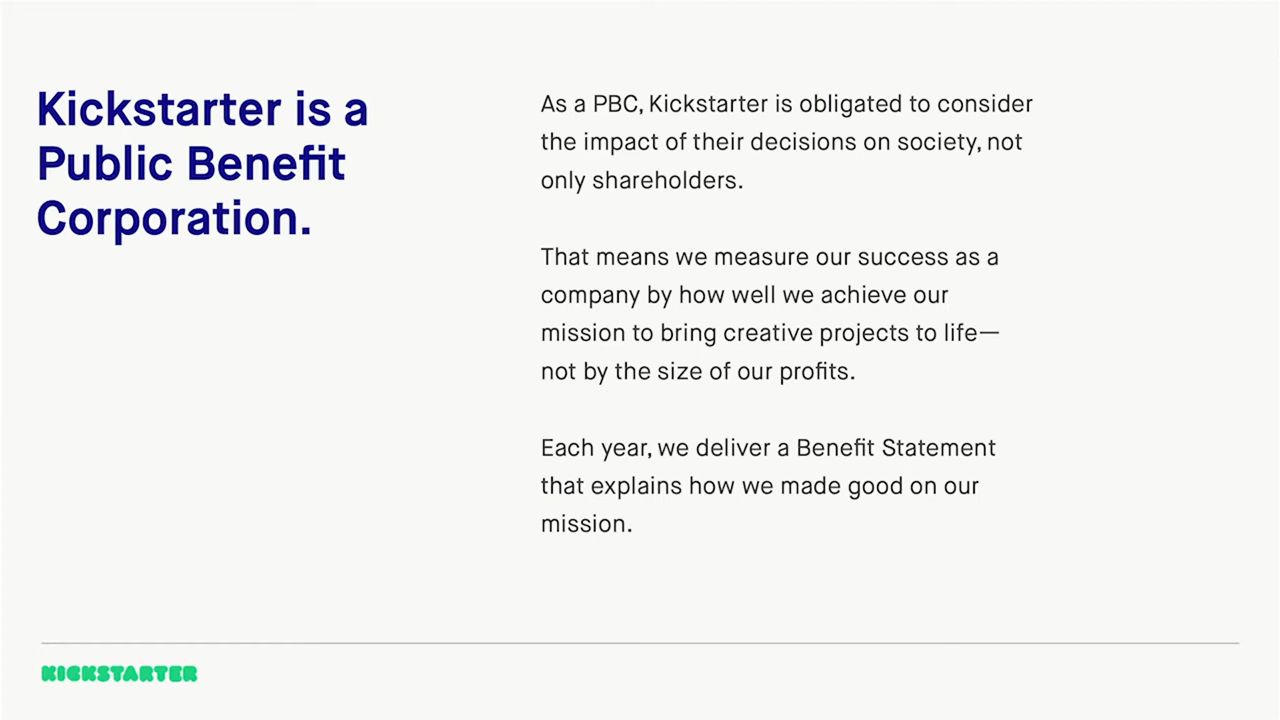 Kickstarter is a
Public Benefit
Corporation.
As a PBC, Kickstarter is obligated to consider
the impact of their decisions on society, not
only shareholders.
That means we measure our success as a
company by how well we achieve our
mission to bring creative projects to life—
not by the size of our profits.
Each year, we deliver a Benefit Statement
that explains how we made good on our
mission.
KICKSTARTER